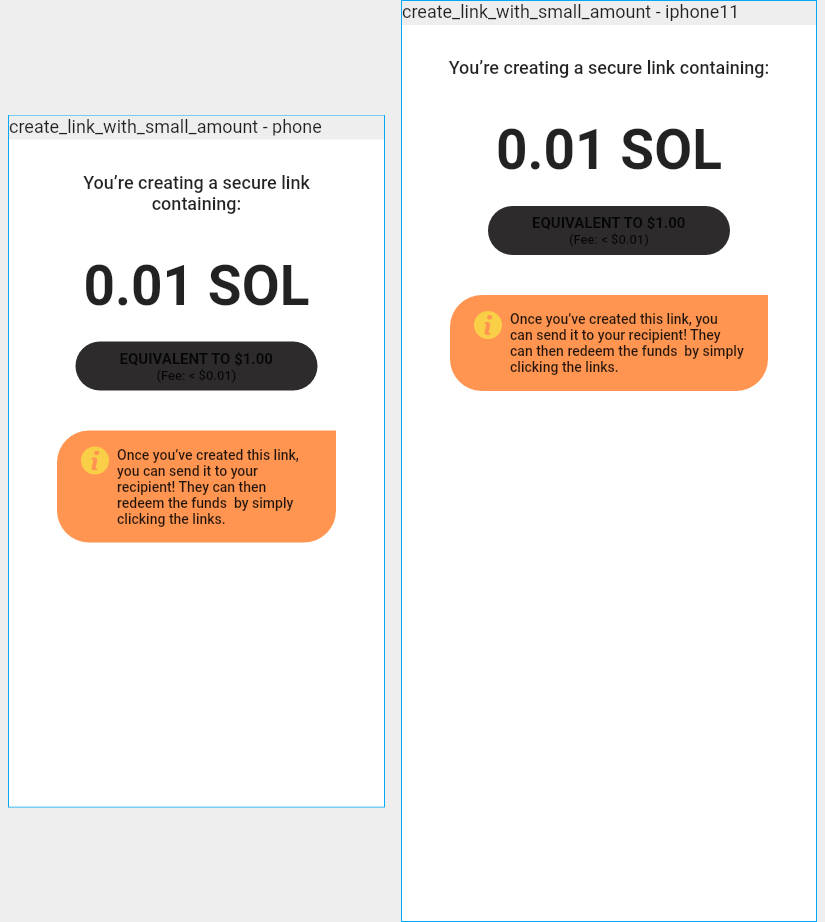 create_link_with_small_amount - phone
You’re creating a secure link
containing:
0.01 SOL
EQUIVALENT TO $1.00
(Fee: < $0.01)
i
Once you’ve created this link,
you can send it to your
recipient! They can then
redeem the funds  by simply
clicking the links.
create_link_with_small_amount - iphone11
You’re creating a secure link containing:
0.01 SOL
EQUIVALENT TO $1.00
(Fee: < $0.01)
i
Once you’ve created this link, you
can send it to your recipient! They
can then redeem the funds  by simply
clicking the links.